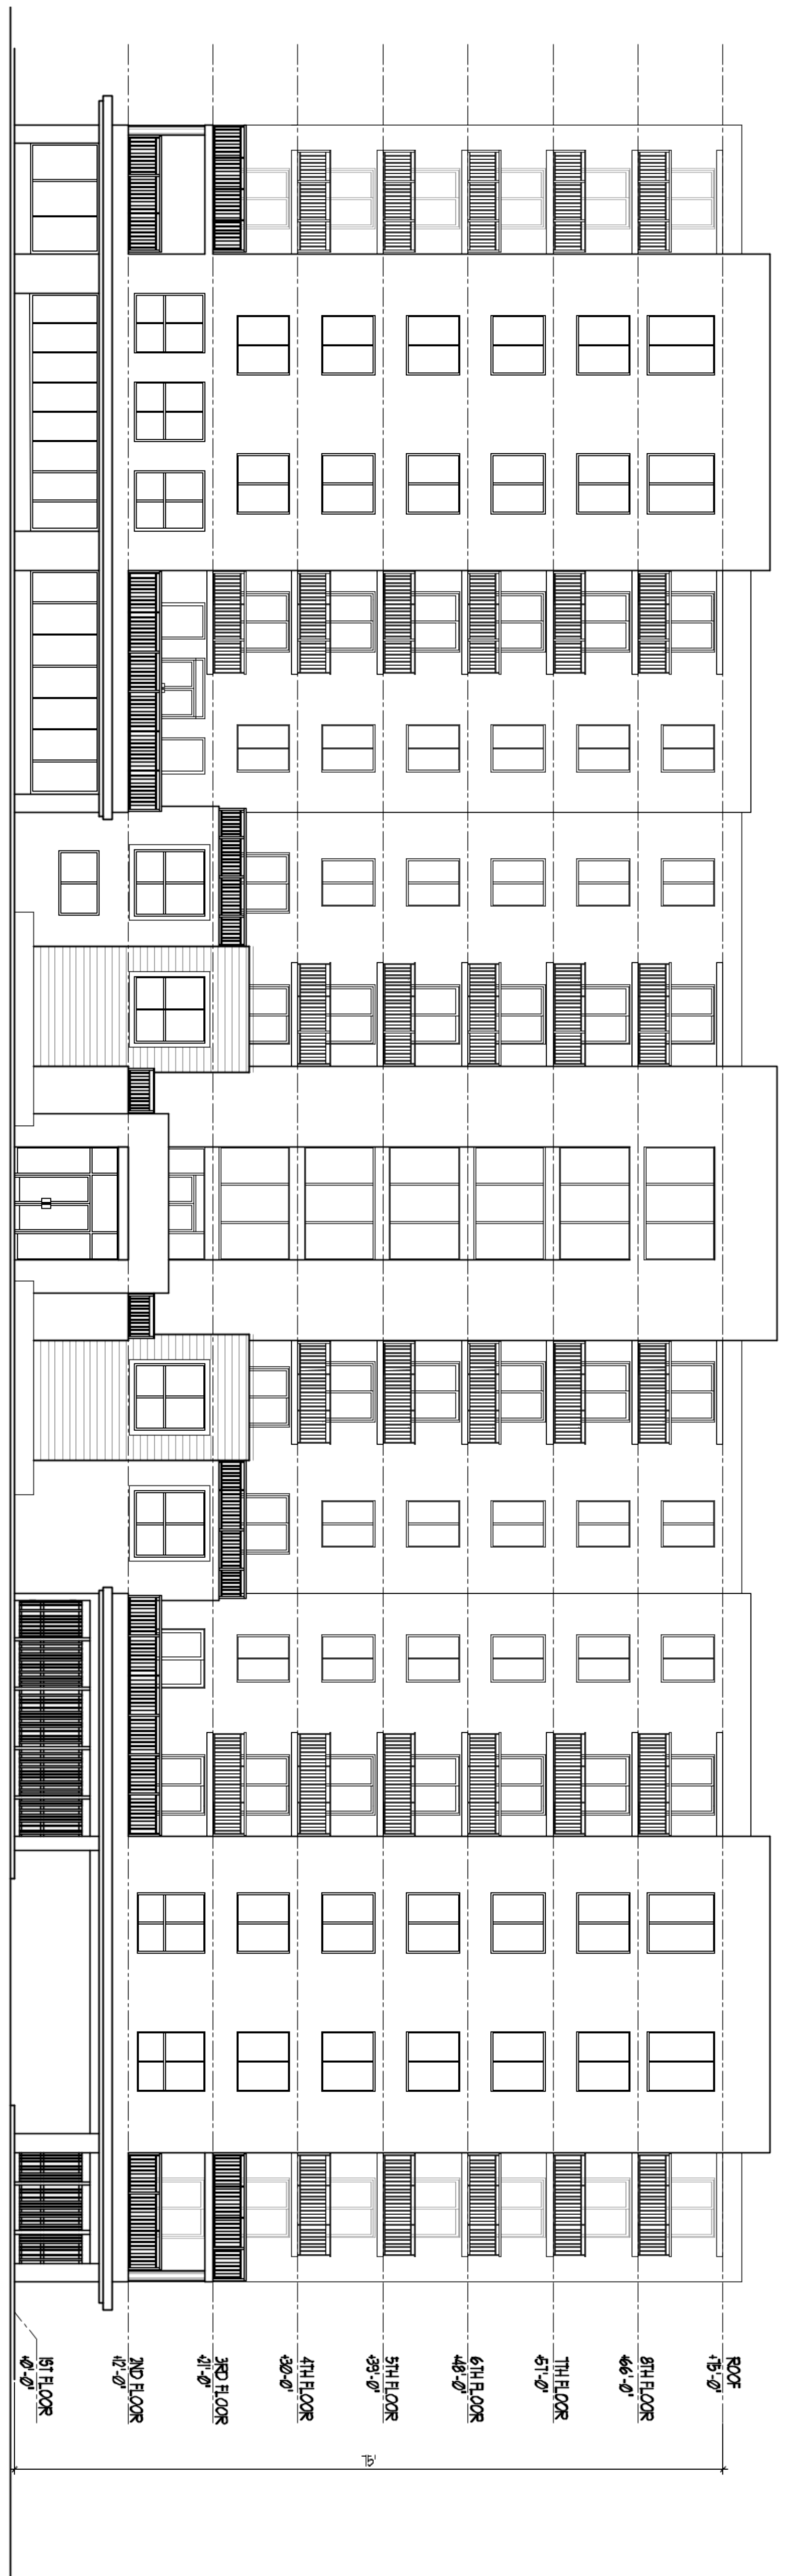 ROOF
+75'-0"
8TH FLOOR
+66'-0"
7TH FLOOR
+57'-0"
6TH FLOOR
+48'-0"
5TH FLOOR
+39'-0"
4TH FLOOR
+30'-0"
3RD FLOOR
+21'-0"
2ND FLOOR
+12'-0"
1ST FLOOR
+0'-0"
75'